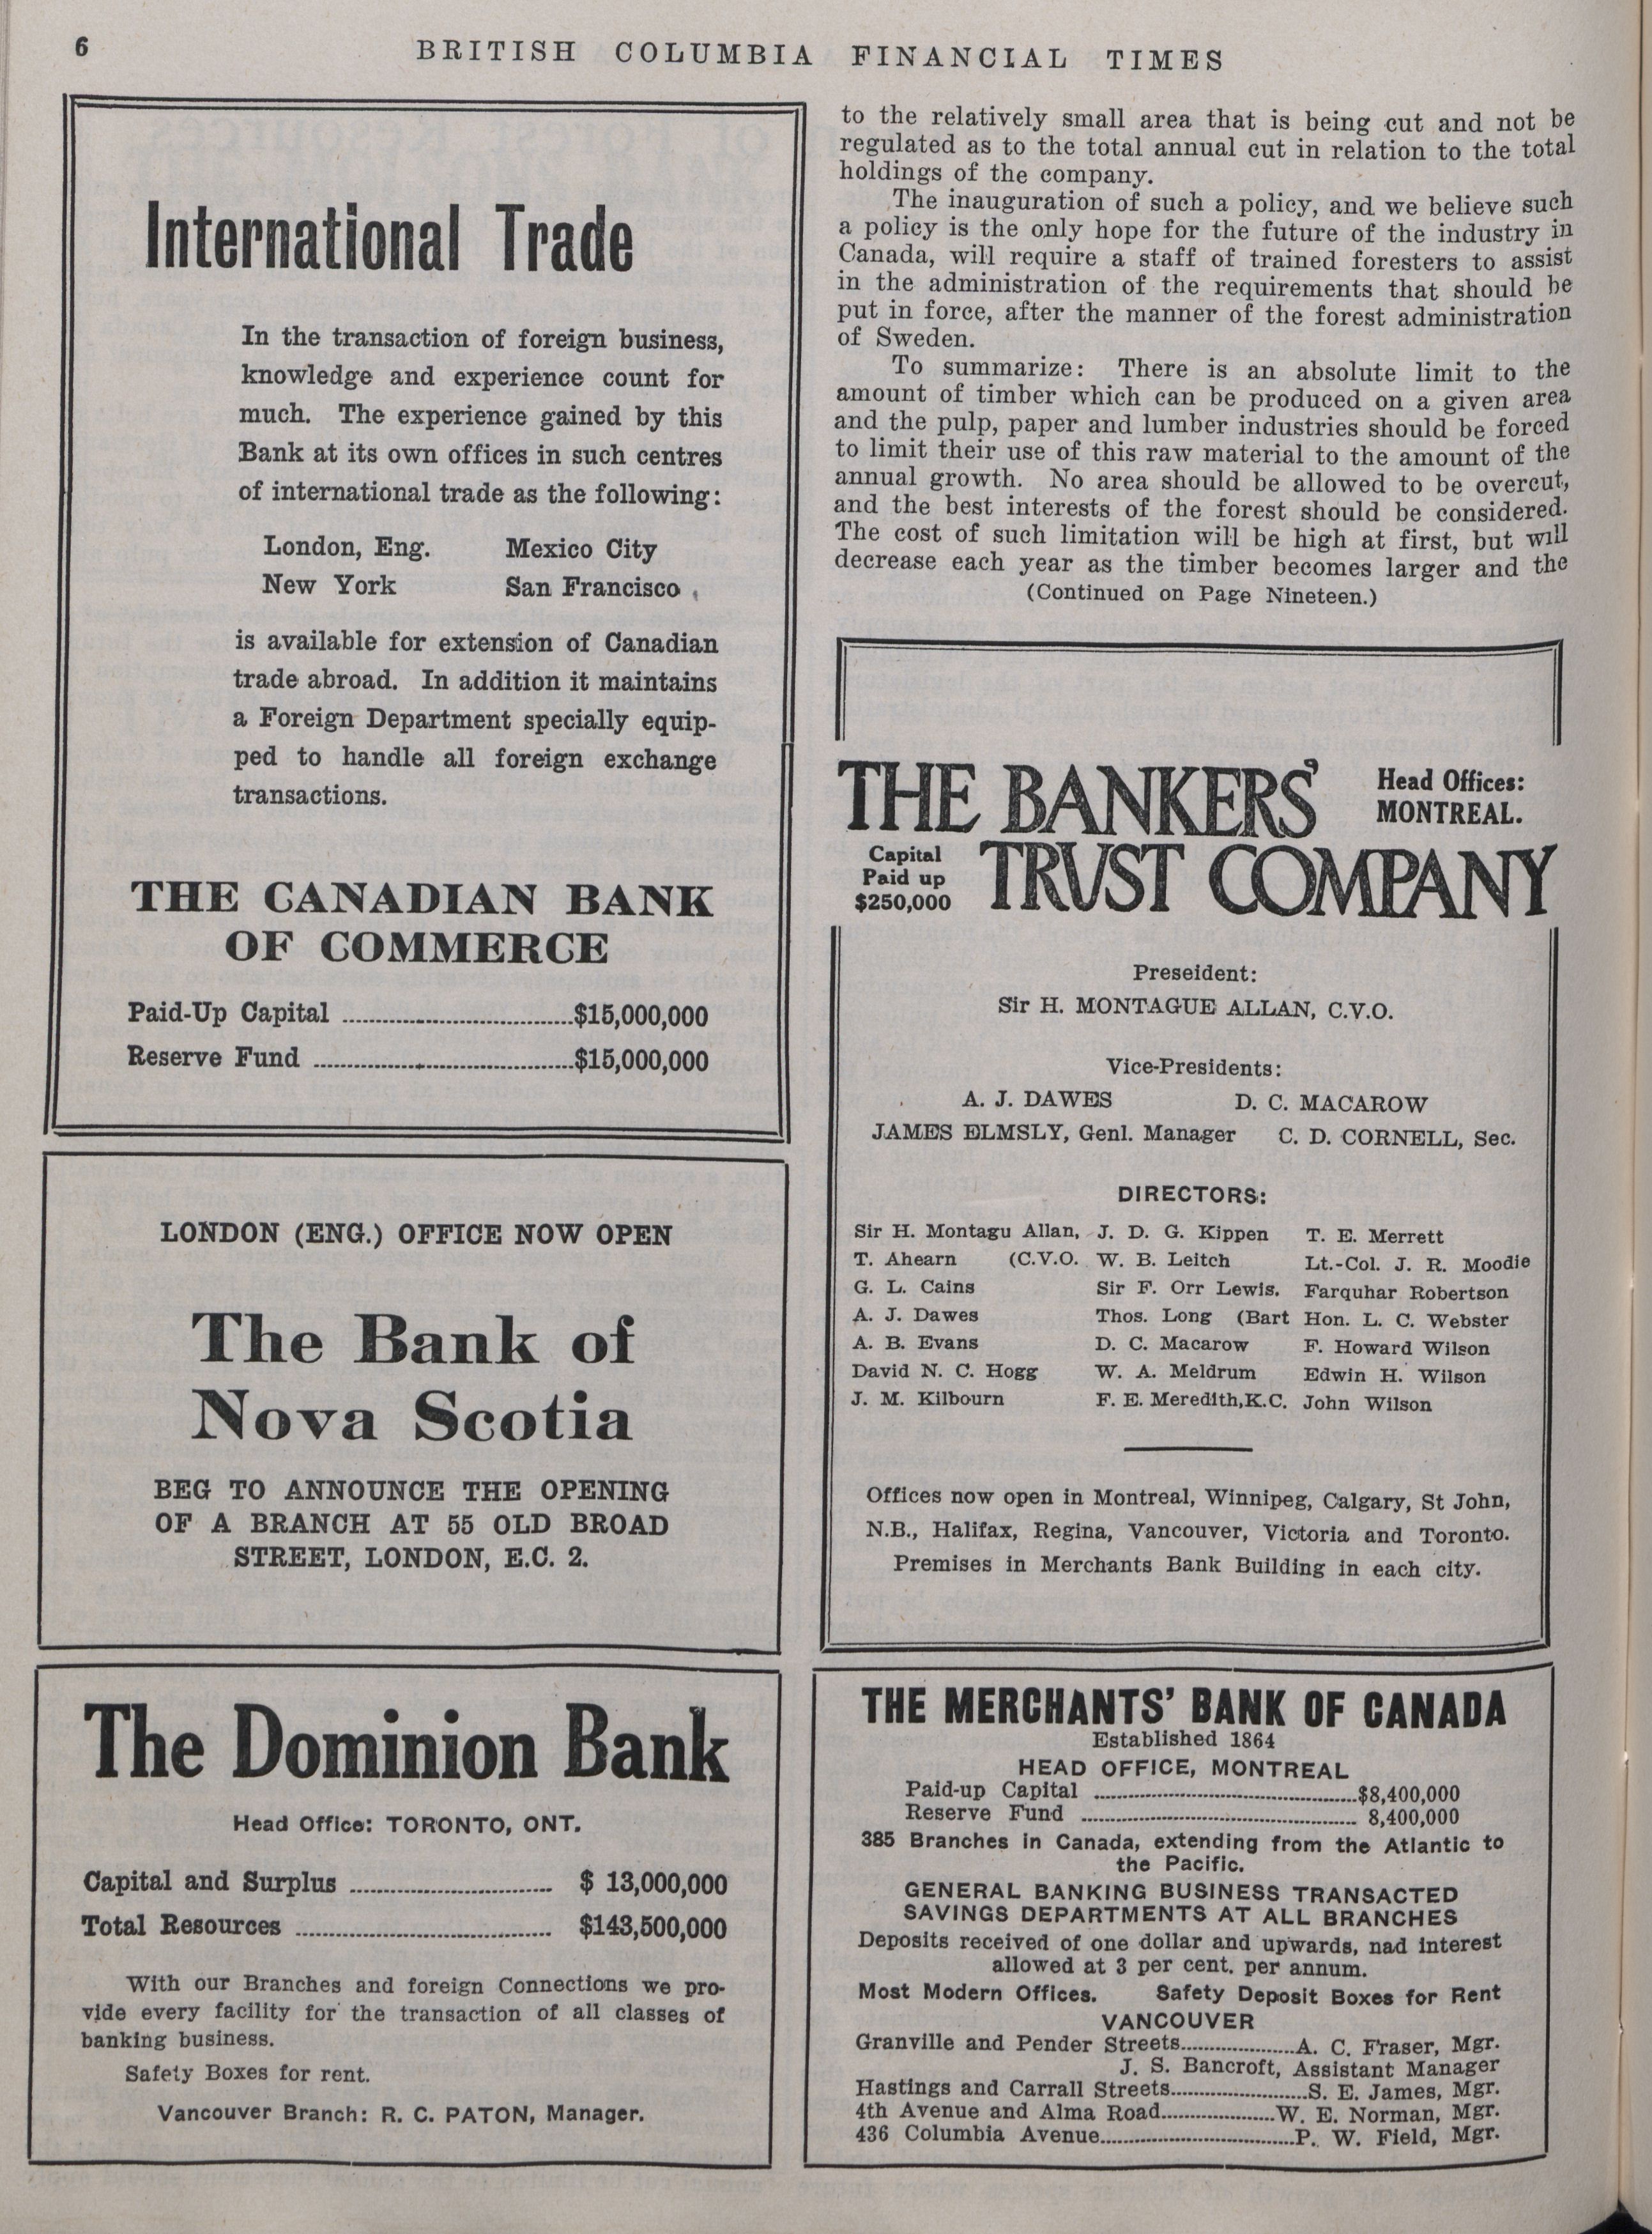 6
BRITISH COLUMBIA FINANCIAL TIMES
International Trade
In the transaction of foreign business,
knowledge and experience count for
much. The experience gained by this
Bank at its own offices in such centres
of international trade as the following:
London, Eng. Mexico City
New York San Francisco
is available for extension of Canadian
trade abroad. In addition it maintains
a Foreign Department specially equip-
ped to handle all foreign exchange
transactions.
THE CANADIAN BANK
OF COMMERCE
Paid-Up Capital ........................................$15,000,000
Reserve Fund .............................................$15,000,000
LONDON (ENG.) OFFICE NOW OPEN
The Bank of
Nova Scotia
BEG TO ANNOUNCE THE OPENING
OF A BRANCH AT 55 OLD BROAD
STREET, LONDON, E.C. 2.
The Dominion Bank
Head Office: TORONTO, ONT.
Capital and Surplus .................................. $ 13,000,000
Total Resources .......................................... $143,500,000
With our Branches and foreign Connections we pro-
vide every facility for the transaction of all classes of
banking business.
Safety Boxes for rent.
Vancouver Branch: R. C. PATON, Manager.
to the relatively small area that is being cut and not be
regulated as to the total annual cut in relation to the total
holdings of the company.
The inauguration of such a policy, and we believe such
a policy is the only hope for the future of the industry in
Canada, will require a staff of trained foresters to assist
in the administration of the requirements that should be
put in force, after the manner of the forest administration
of Sweden.
To summarize: There is an absolute limit to the
amount of timber which can be produced on a given area
and the pulp, paper and lumber industries should be forced
to limit their use of this raw material to the amount of the
annual growth. No area should be allowed to be overcut,
and the best interests of the forest should be considered.
The cost of such limitation will be high at first, but will
decrease each year as the timber becomes larger and the
(Continued on Page Nineteen.)
THE BANKERS' Head Offices:
MONTREAL.
Capital
Paid up
$250,000
TRUST COMPANY
Preseident:
Sir H. MONTAGUE ALLAN, C.V.O.
Vice-Presidents:
A. J. DAWES D. C. MACAROW
JAMES ELMSLY, Genl. Manager C. D. CORNELL, Sec.
DIRECTORS:
Sir H. Montagu Allan, J. D. G. Kippen T. E. Merrett
T. Ahearn (C.V.O. W. B. Leitch Lt.-Col. J. R. Moodie
G. L. Cains Sir F. Orr Lewis, Farquhar Robertson
A. J. Dawes Thos. Long (Bart Hon. L. C. Webster
A. B. Evans D. C. Macarow F. Howard Wilson
David N. C. Hogg W. A. Meldrum Edwin H. Wilson
J. M. Kilbourn F. E. Meredith,K.C. John Wilson
Offices now open in Montreal, Winnipeg, Calgary, St John,
N.B., Halifax, Regina, Vancouver, Victoria and Toronto.
Premises in Merchants Bank Building in each city.
THE MERCHANTS' BANK OF CANADA
Established 1864
HEAD OFFICE, MONTREAL
Paid-up Capital ..................................................$8,400,000
Reserve Fund .................................................... 8,400,000
385 Branches in Canada, extending from the Atlantic to
the Pacific.
GENERAL BANKING BUSINESS TRANSACTED
SAVINGS DEPARTMENTS AT ALL BRANCHES
Deposits received of one dollar and upwards, nad interest
allowed at 3 per cent. per annum.
Most Modern Offices. Safety Deposit Boxes for Rent
VANCOUVER
Granville and Pender Streets.....................A. C. Fraser, Mgr.
J. S. Bancroft, Assistant Manager
Hastings and Carrall Streets.........................S. E. James, Mgr.
4th Avenue and Alma Road.....................W. E. Norman, Mgr.
436 Columbia Avenue....................................P. W. Field, Mgr.